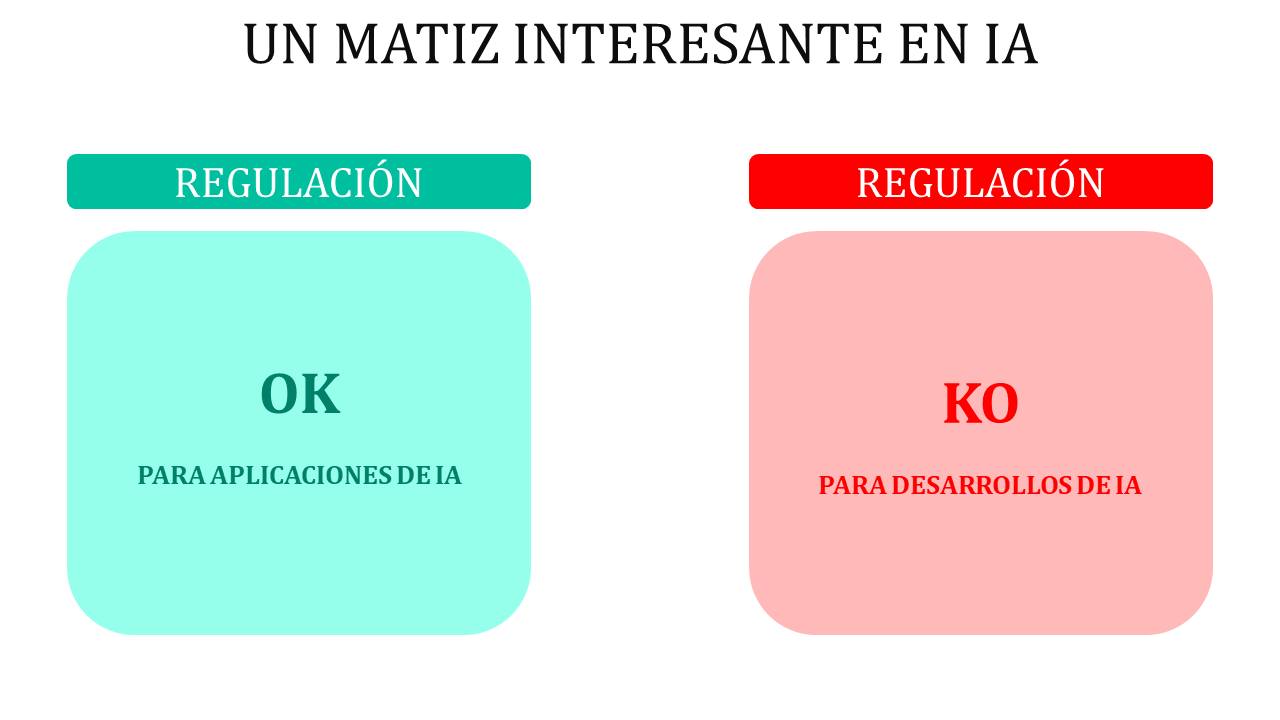 UN MATIZ INTERESANTE EN IA
REGULACIÓN
OK
PARA APLICACIONES DE IA
REGULACIÓN
KO
PARA DESARROLLOS DE IA